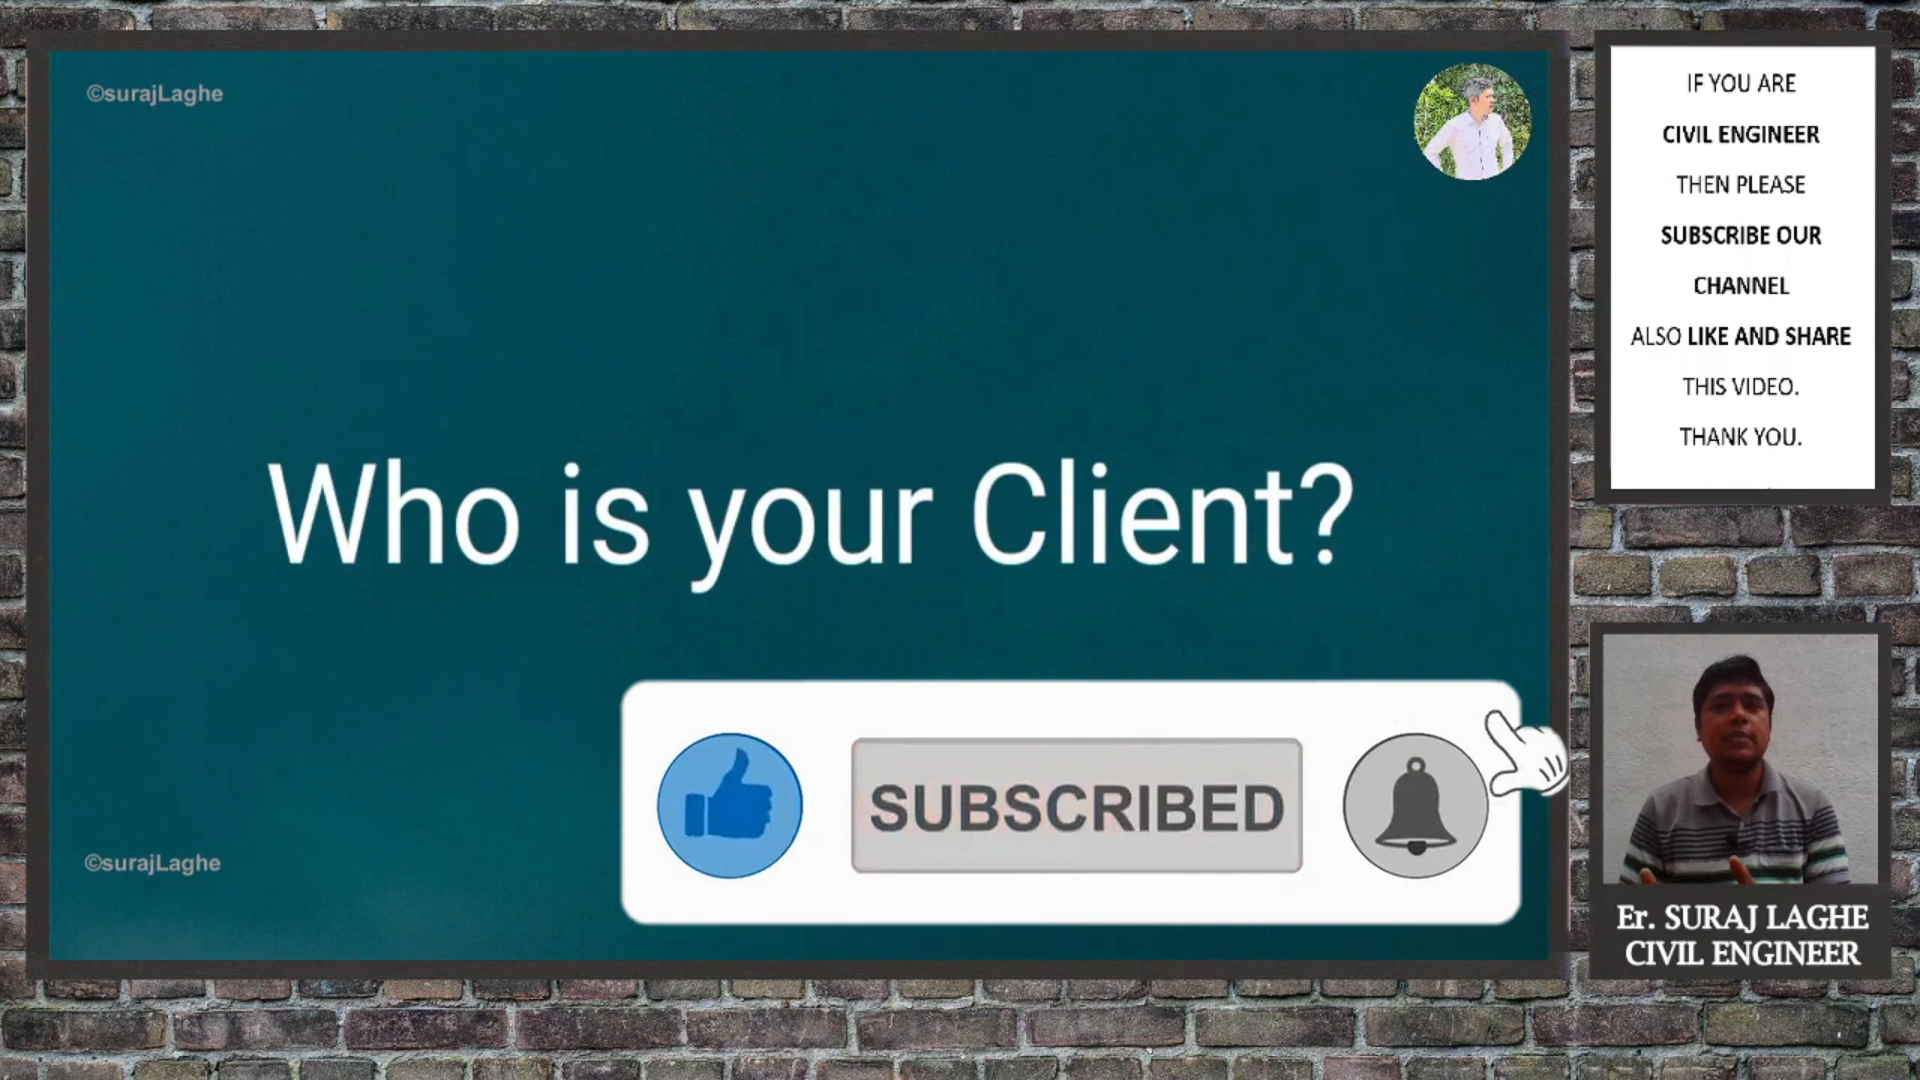 ©surajLaghe
Who is your Client?
SUBSCRIBED
©surajLaghe
IF YOU ARE
CIVIL ENGINEER
THEN PLEASE
SUBSCRIBE OUR
CHANNEL
ALSO LIKE AND SHARE
THIS VIDEO.
THANK YOU.
Er. SURAJ LAGHE
CIVIL ENGINEER